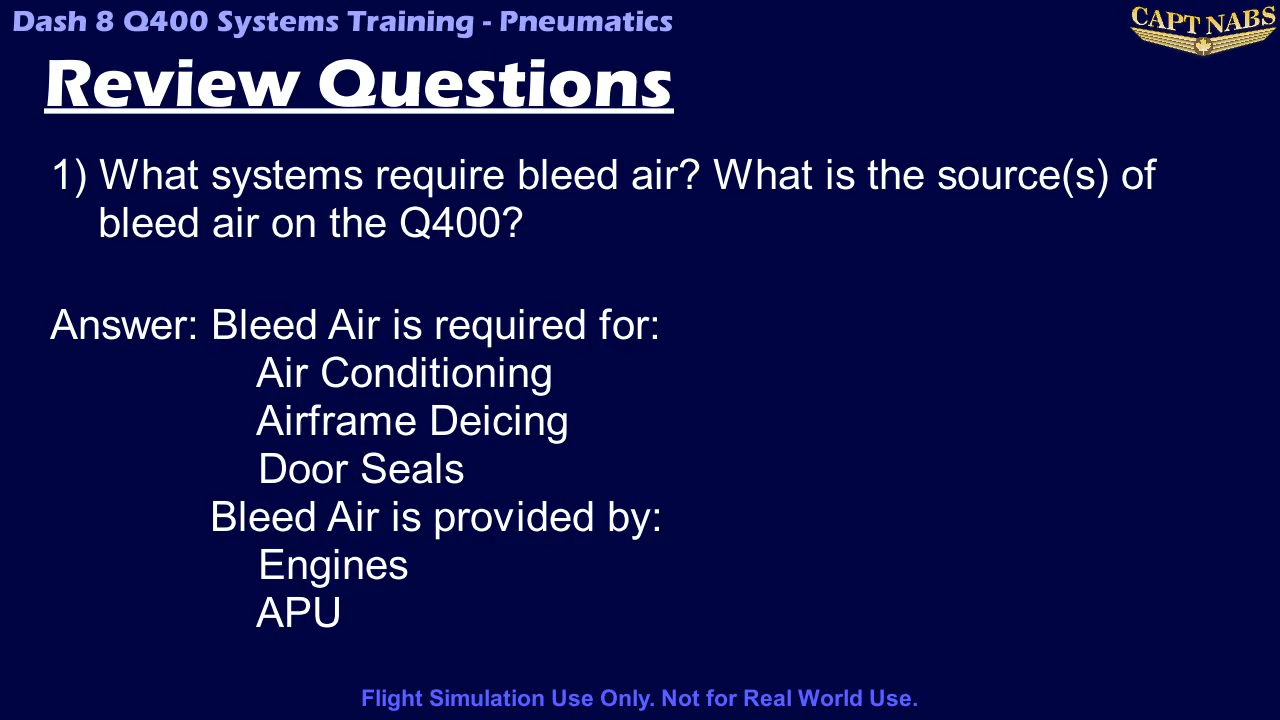 Dash 8 Q400 Systems Training - Pneumatics
CAPT NABS
Review Questions
1) What systems require bleed air? What is the source(s) of
bleed air on the Q400?
Answer: Bleed Air is required for:
Air Conditioning
Airframe Deicing
Door Seals
Bleed Air is provided by:
Engines
APU
Flight Simulation Use Only. Not for Real World Use.